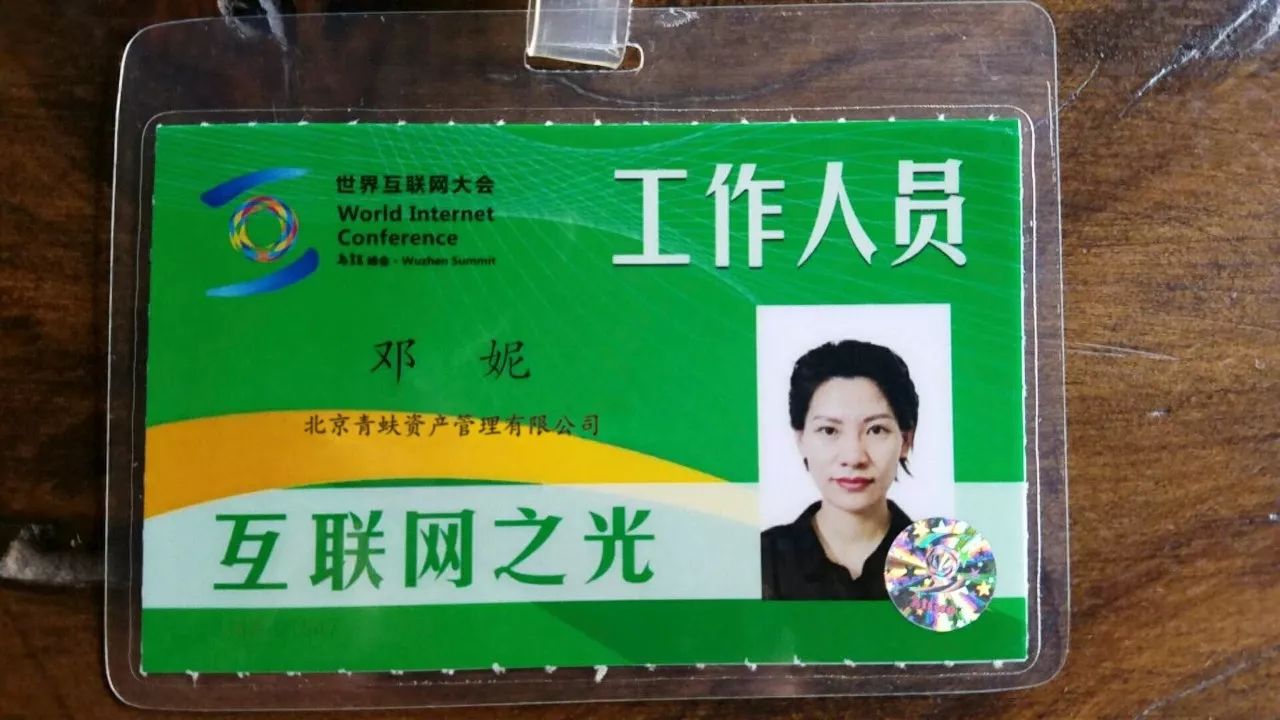 世界互联网大会
World Internet
Conference
乌镇峰会·Wuzhen Summit
工作人员
邓 妮
北京青蚨资产管理有限公司
互联网之光